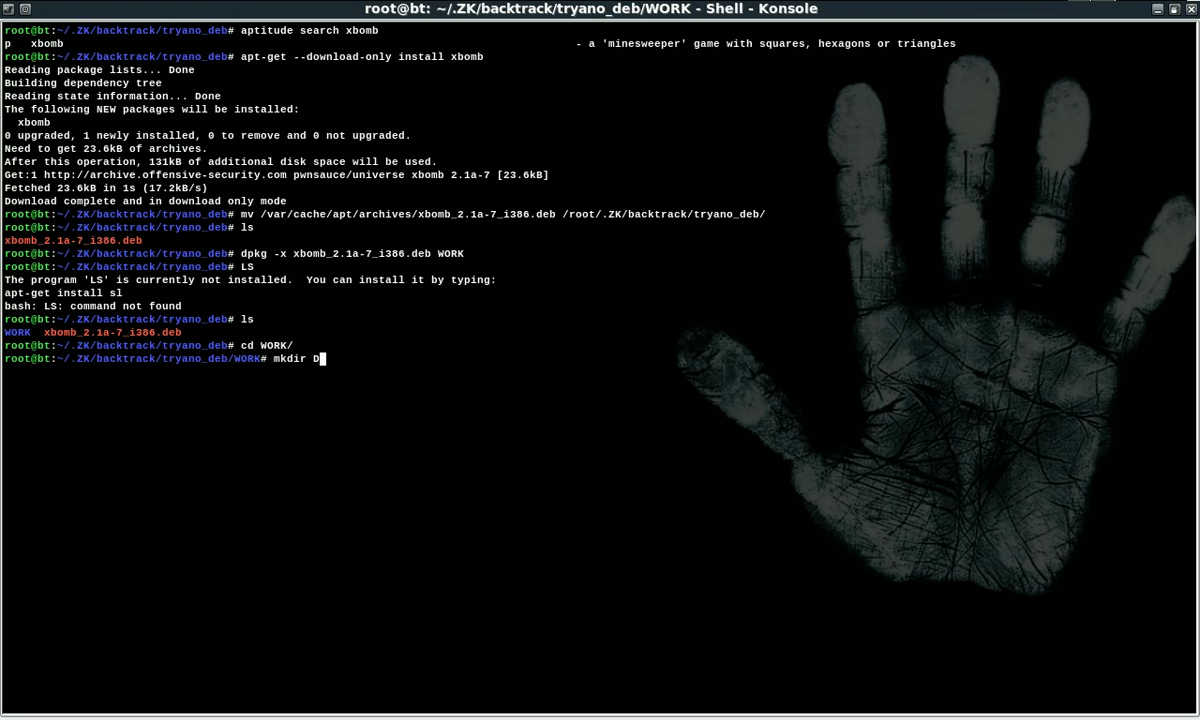 root@bt: ~/.ZK/backtrack/tryano_deb/WORK - Shell - Konsole
root@bt:~/.ZK/backtrack/tryano_deb# aptitude search xbomb
p   xbomb                                                                              - a 'minesweeper' game with squares, hexagons or triangles
root@bt:~/.ZK/backtrack/tryano_deb# apt-get --download-only install xbomb
Reading package lists... Done
Building dependency tree
Reading state information... Done
The following NEW packages will be installed:
  xbomb
0 upgraded, 1 newly installed, 0 to remove and 0 not upgraded.
Need to get 23.6kB of archives.
After this operation, 131kB of additional disk space will be used.
Get:1 http://archive.offensive-security.com pwnsauce/universe xbomb 2.1a-7 [23.6kB]
Fetched 23.6kB in 1s (17.2kB/s)
Download complete and in download only mode
root@bt:~/.ZK/backtrack/tryano_deb# mv /var/cache/apt/archives/xbomb_2.1a-7_i386.deb /root/.ZK/backtrack/tryano_deb/
root@bt:~/.ZK/backtrack/tryano_deb# ls
xbomb_2.1a-7_i386.deb
root@bt:~/.ZK/backtrack/tryano_deb# dpkg -x xbomb_2.1a-7_i386.deb WORK
root@bt:~/.ZK/backtrack/tryano_deb# LS
The program 'LS' is currently not installed.  You can install it by typing:
apt-get install sl
bash: LS: command not found
root@bt:~/.ZK/backtrack/tryano_deb# ls
WORK  xbomb_2.1a-7_i386.deb
root@bt:~/.ZK/backtrack/tryano_deb# cd WORK/
root@bt:~/.ZK/backtrack/tryano_deb/WORK# mkdir D